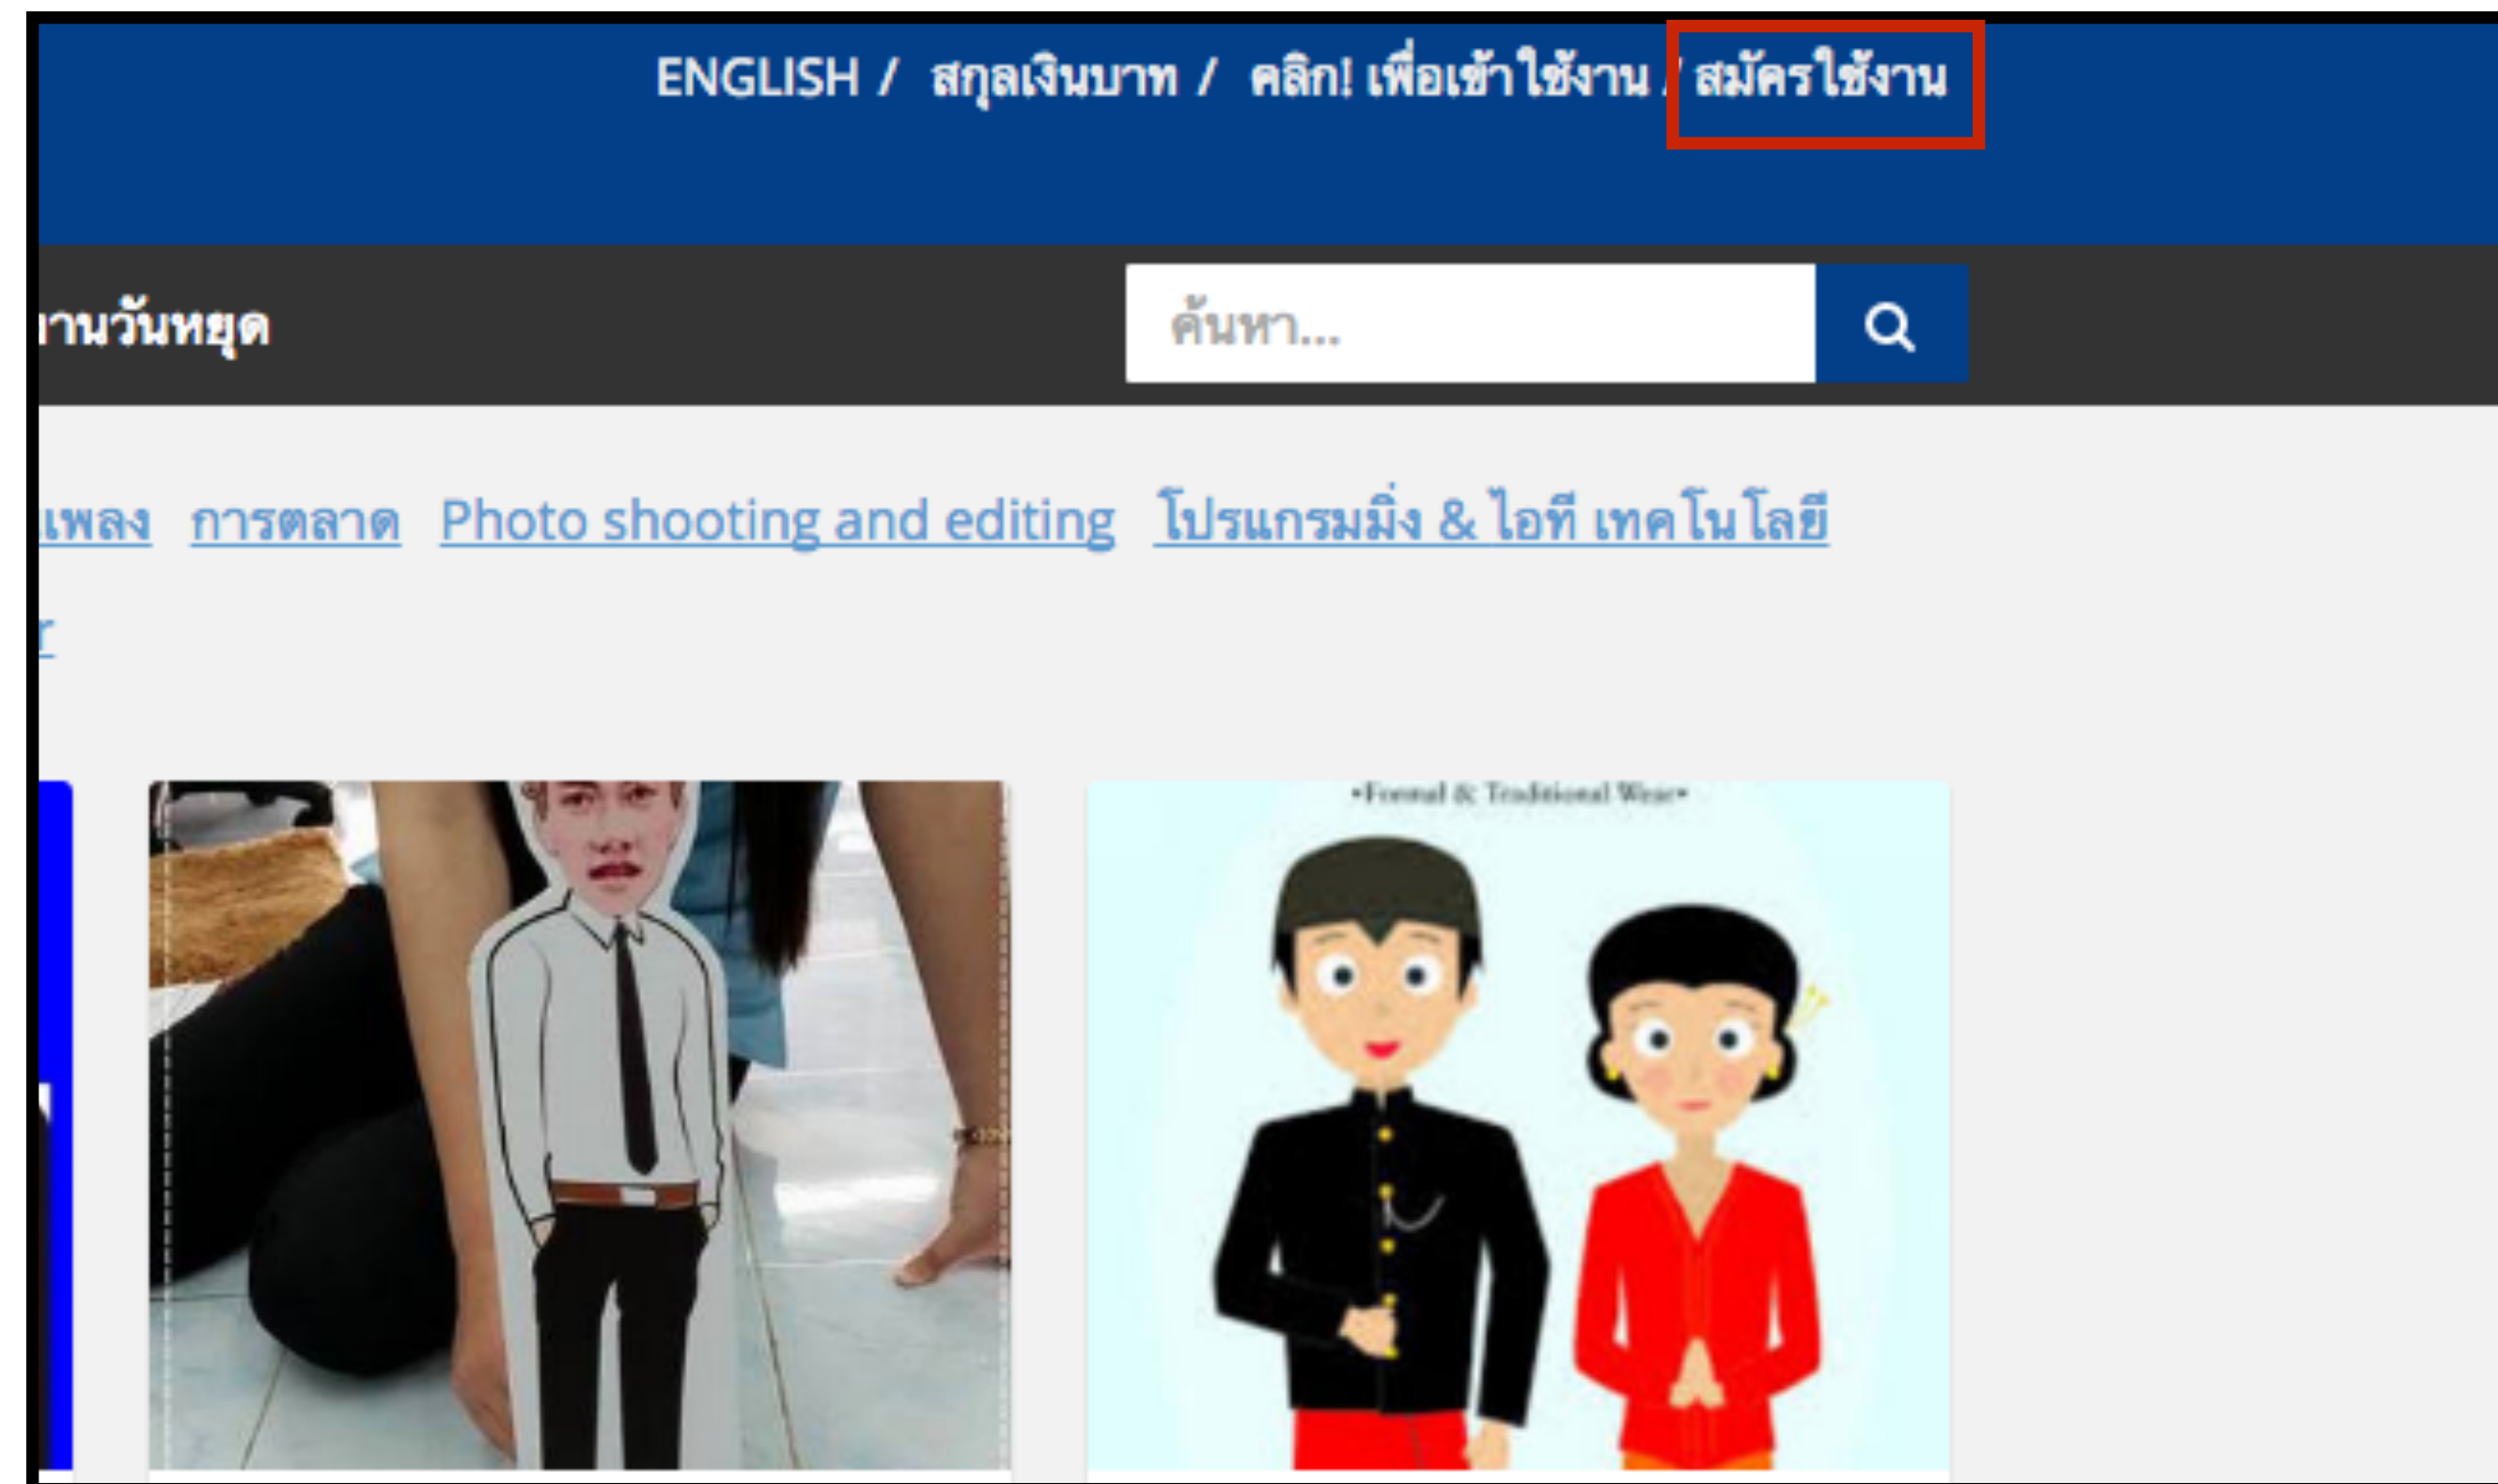 ENGLISH / สกุลเงินบาท / คลิก! เพื่อเข้าใช้งาน / สมัครใช้งาน
งานวันหยุด
ค้นหา...
เพลง การตลาด Photo shooting and editing โปรแกรมมิ่ง & ไอที เทคโนโลยี
r
•Formal & Traditional Wear•